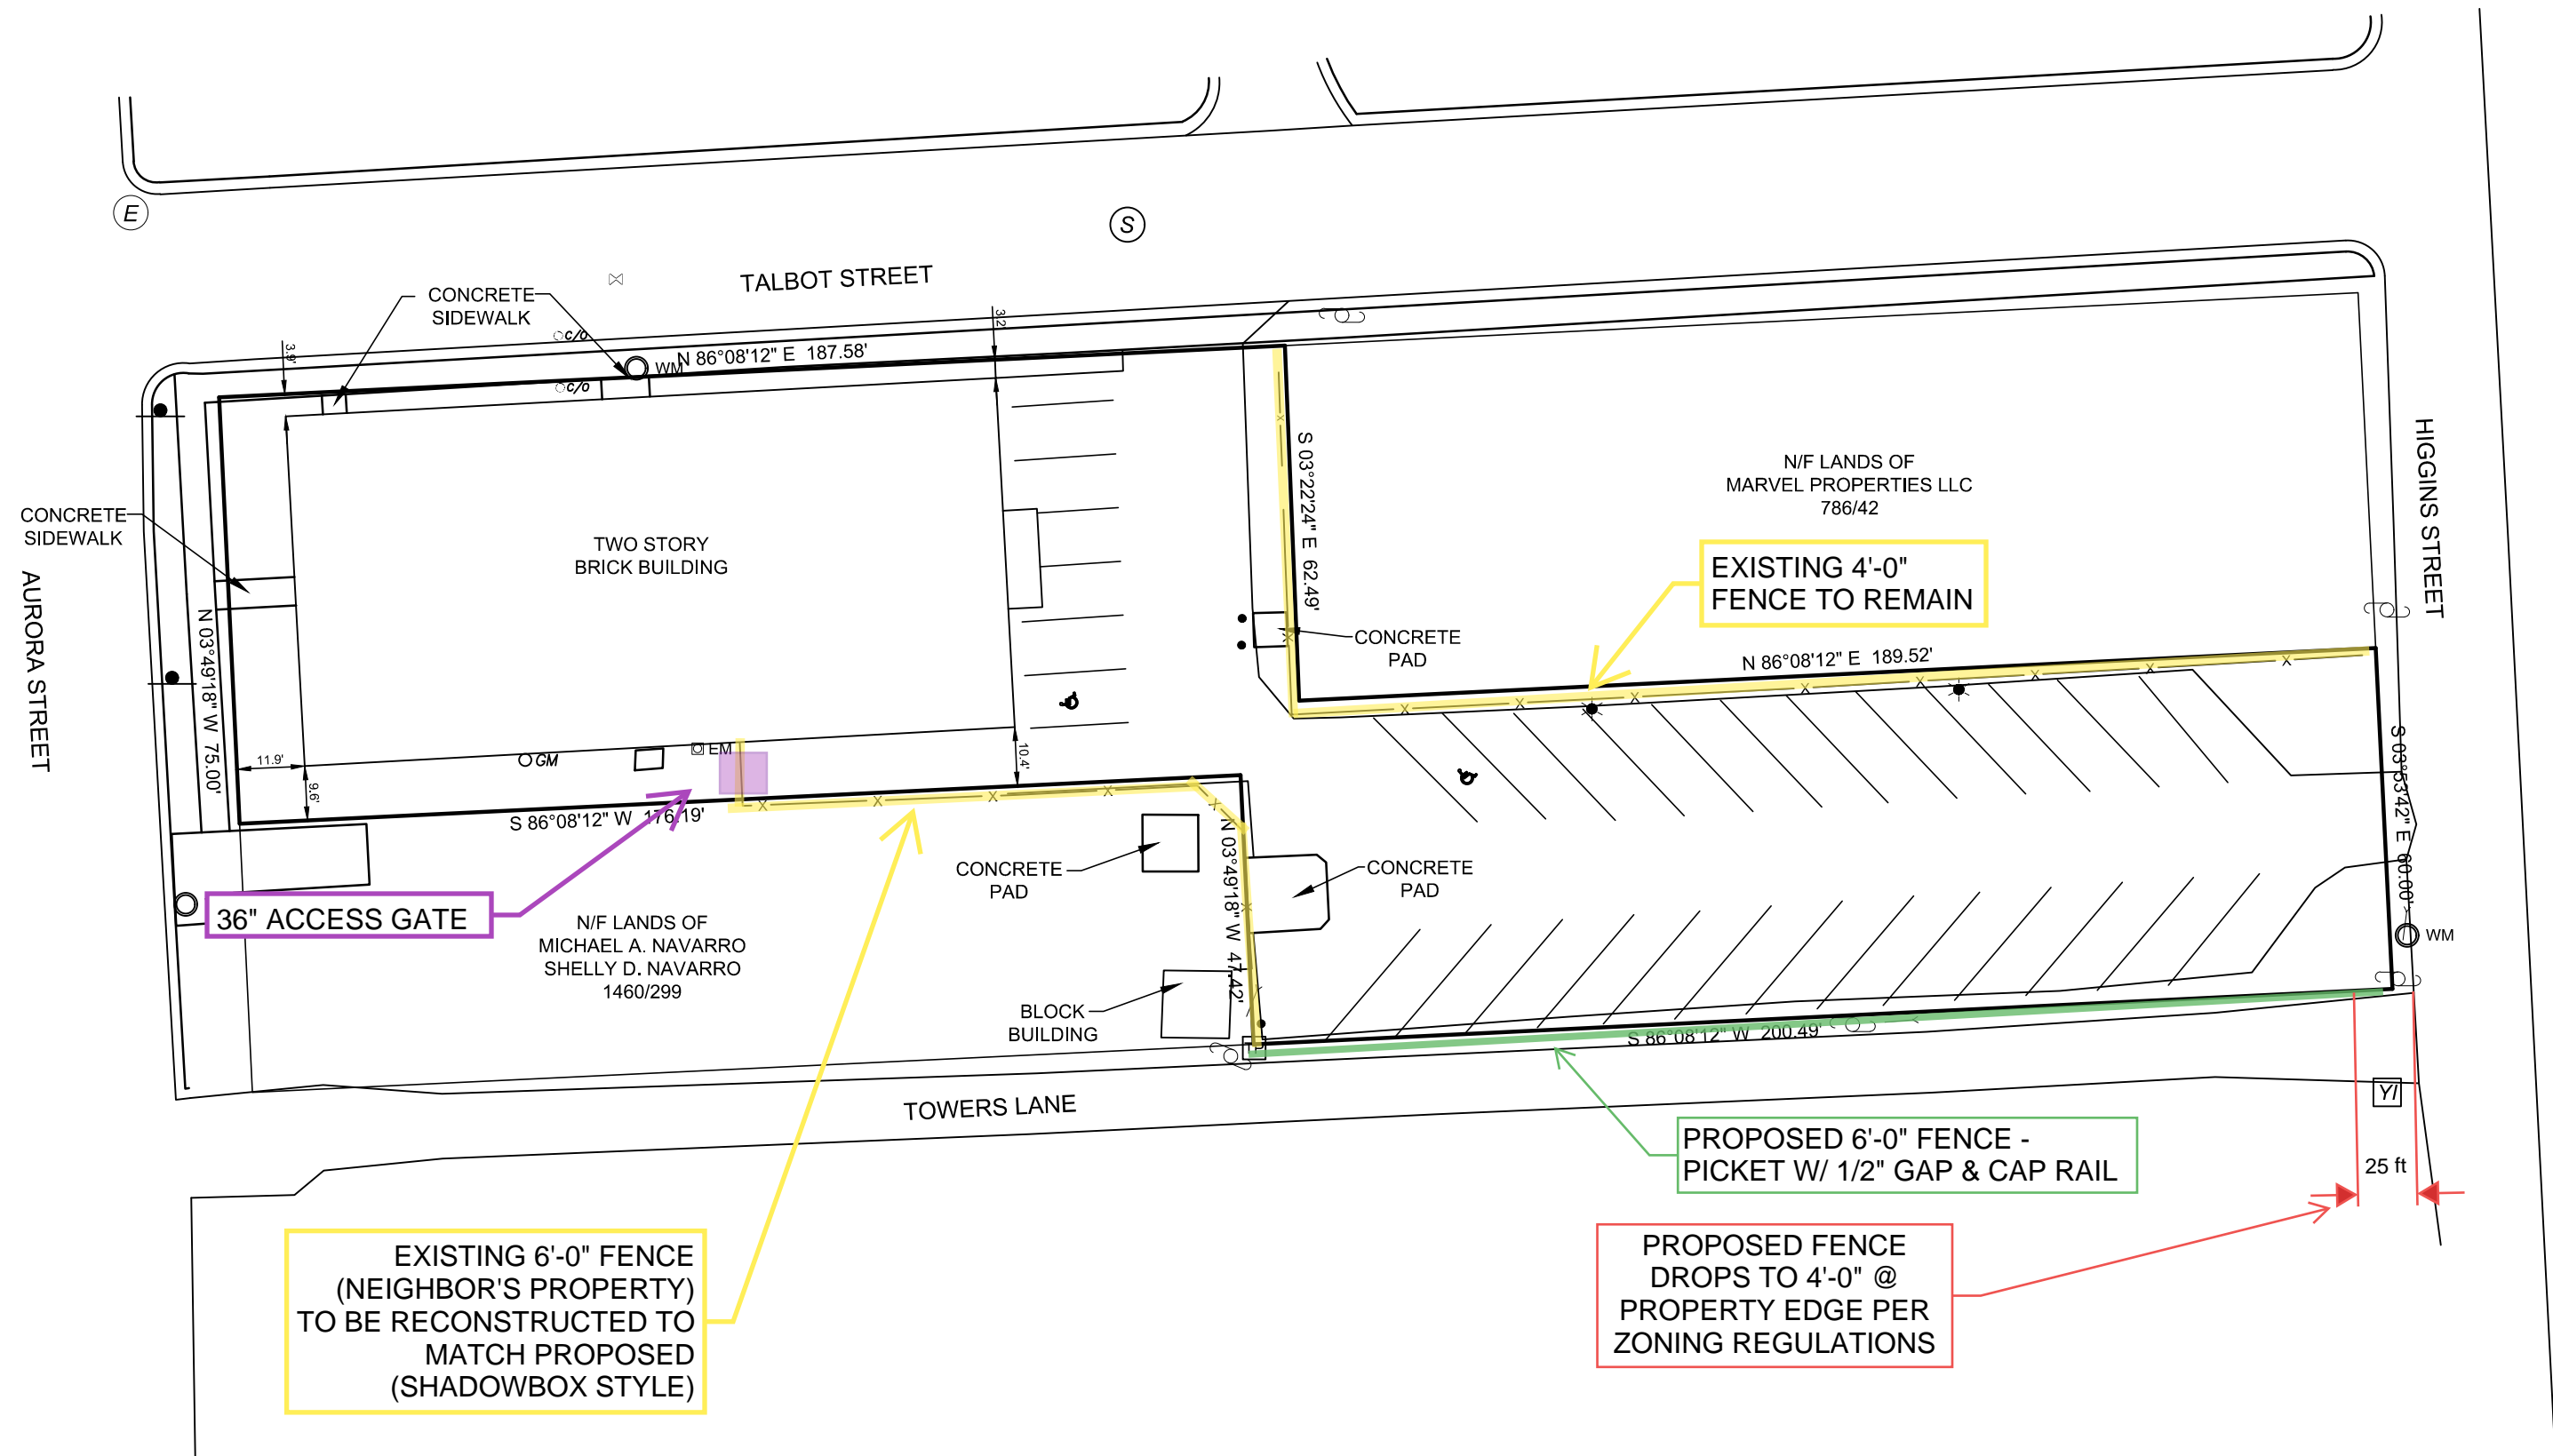 E
S
TALBOT STREET
CONCRETE
SIDEWALK
c/o
3.2'
3.9'
N 86°08'12" E 187.58'
WM
c/o
HIGGINS STREET
S 03°22'24" E 62.49'
N/F LANDS OF
MARVEL PROPERTIES LLC
786/42
CONCRETE
SIDEWALK
TWO STORY
BRICK BUILDING
EXISTING 4'-0"
FENCE TO REMAIN
AURORA STREET
N 03°49'18" W 75.00'
CONCRETE
PAD
N 86°08'12" E 189.52'
EM
GM
11.9'
9.6'
10.4'
S 03°53'42" E 60.00'
S 86°08'12" W 176.19'
N 03°49'18" W 47.42'
CONCRETE
PAD
CONCRETE
PAD
36" ACCESS GATE
N/F LANDS OF
MICHAEL A. NAVARRO
SHELLY D. NAVARRO
1460/299
WM
BLOCK
BUILDING
S 86°08'12" W 200.49'
TOWERS LANE
YI
PROPOSED 6'-0" FENCE -
PICKET W/ 1/2" GAP & CAP RAIL
25 ft
EXISTING 6'-0" FENCE
(NEIGHBOR'S PROPERTY)
TO BE RECONSTRUCTED TO
MATCH PROPOSED
(SHADOWBOX STYLE)
PROPOSED FENCE
DROPS TO 4'-0" @
PROPERTY EDGE PER
ZONING REGULATIONS